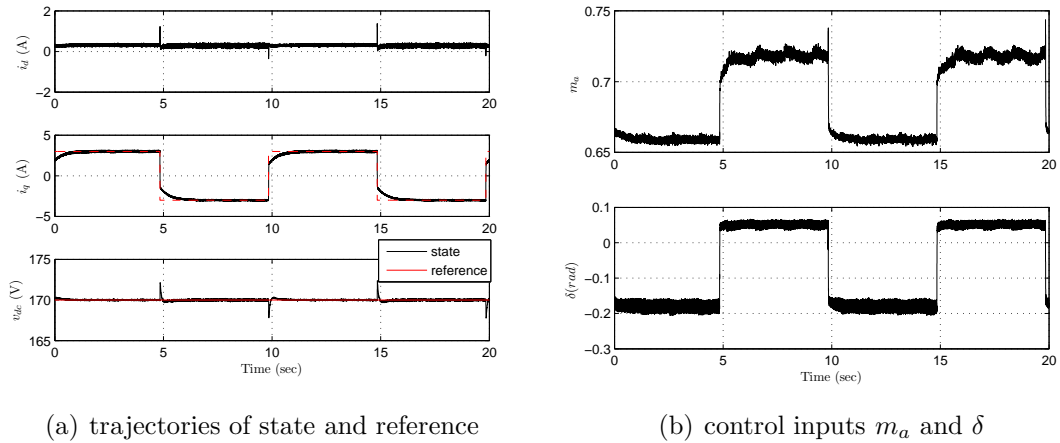 2
0
−2
i_d (A)
0 5 10 15 20
5
0
−5
i_q (A)
0 5 10 15 20
175
170
165
v_dc (V)
state
reference
0 5 10 15 20
Time (sec)
(a) trajectories of state and reference
0.75
0.7
0.65
m_a
0 5 10 15 20
0.1
0
−0.1
−0.2
−0.3
δ(rad)
0 5 10 15 20
Time (sec)
(b) control inputs m_a and δ